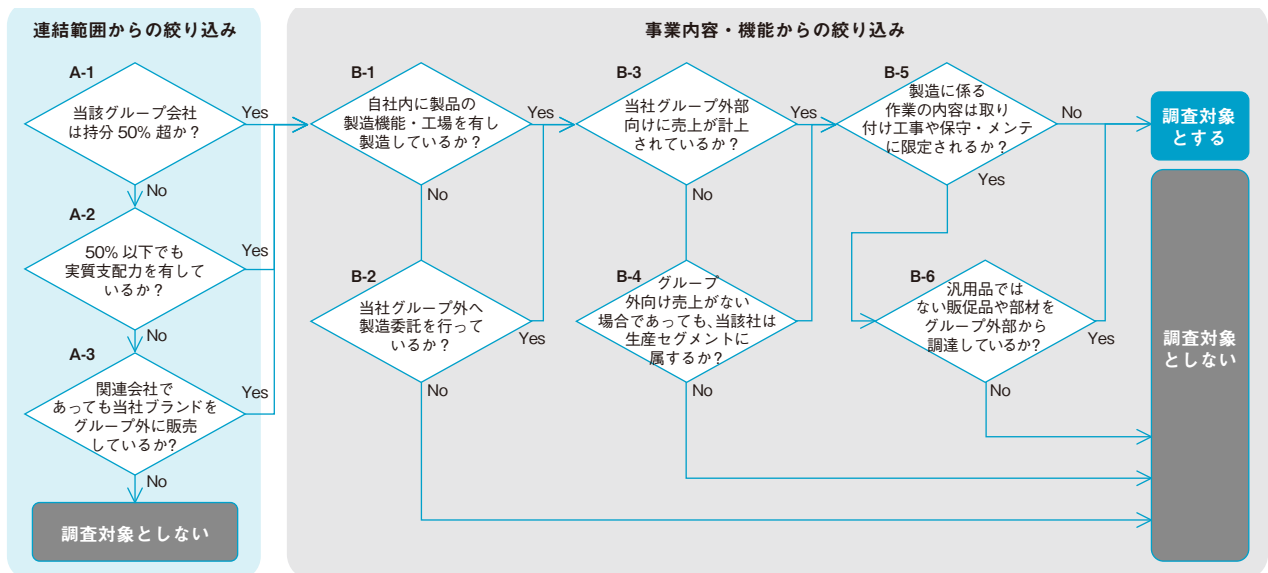 連結範囲からの絞り込み
A-1
当該グループ会社
は持分 50% 超か？
Yes
No
A-2
50% 以下でも
実質支配力を有して
いるか？
Yes
No
A-3
関連会社で
あっても当社ブランドを
グループ外に販売
しているか?
Yes
No
調査対象としない
事業内容・機能からの絞り込み
B-1
自社内に製品の
製造機能・工場を有し
製造しているか？
Yes
No
B-2
当社グループ外へ
製造委託を行って
いるか？
Yes
No
B-3
当社グループ外部
向けに売上が計上
されているか？
Yes
No
B-4
グループ
外向け売上がない
場合であっても、当該社は
生産セグメントに
属するか？
Yes
No
B-5
製造に係る
作業の内容は取り
付け工事や保守・メンテ
に限定されるか？
No
Yes
B-6
汎用品では
ない販促品や部材を
グループ外部から
調達しているか?
Yes
No
調査対象
とする
調査対象
としない